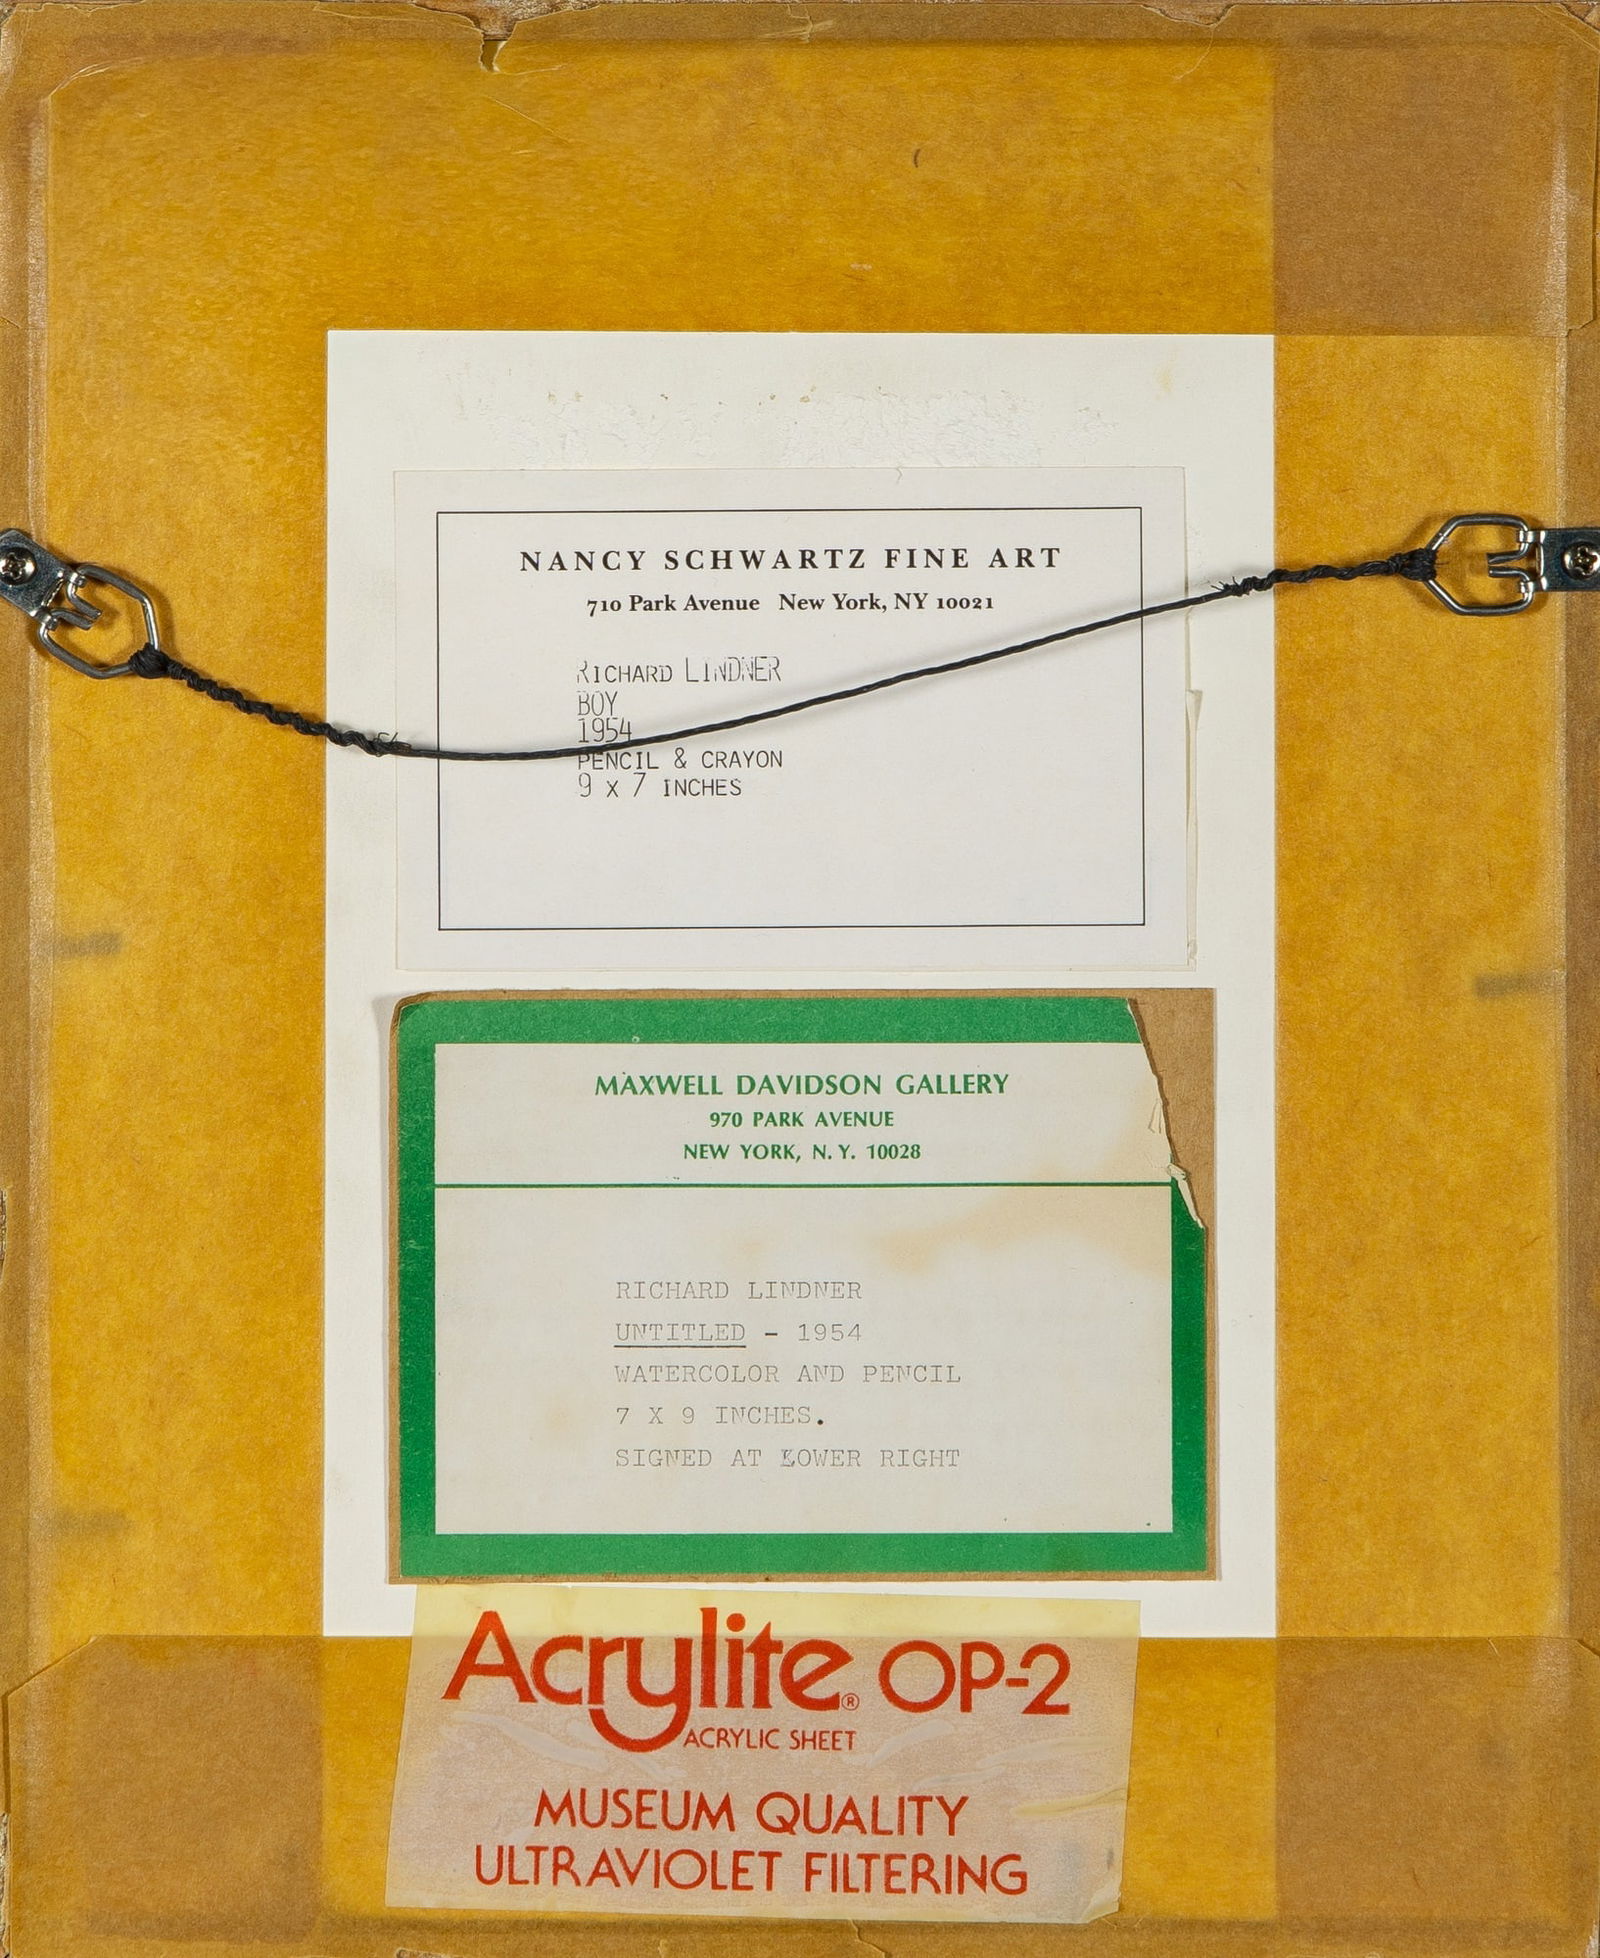 NANCY SCHWARTZ FINE ART
710 Park Avenue New York, NY 10021
RICHARD LINDNER
BOY
1954
PENCIL & CRAYON
9 X 7 INCHES
MAXWELL DAVIDSON GALLERY
970 PARK AVENUE
NEW YORK, N.Y. 10028
RICHARD LINDNER
UNTITLED - 1954
WATERCOLOR AND PENCIL
7 X 9 INCHES.
SIGNED AT LOWER RIGHT
Acrylite® OP-2
ACRYLIC SHEET
MUSEUM QUALITY
ULTRAVIOLET FILTERING